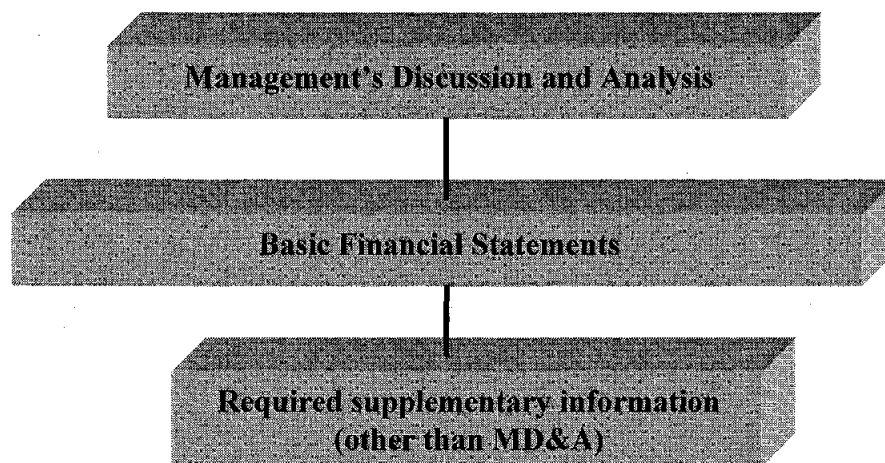 Management's Discussion and Analysis
Basic Financial Statements
Required supplementary information
(other than MD&A)